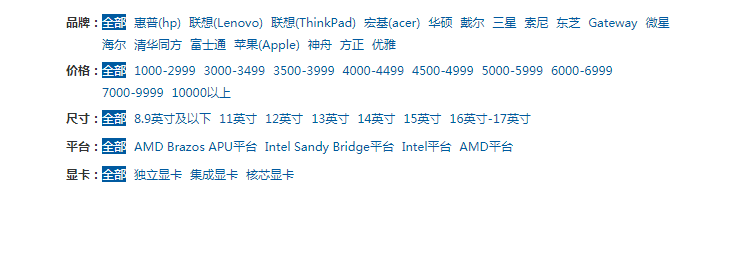 品牌：全部 惠普(hp) 联想(Lenovo) 联想(ThinkPad) 宏基(acer) 华硕 戴尔 三星 索尼 东芝 Gateway 微星
海尔 清华同方 富士通 苹果(Apple) 神舟 方正 优雅
价格：全部 1000-2999 3000-3499 3500-3999 4000-4499 4500-4999 5000-5999 6000-6999
7000-9999 10000以上
尺寸：全部 8.9英寸及以下 11英寸 12英寸 13英寸 14英寸 15英寸 16英寸-17英寸
平台：全部 AMD Brazos APU平台 Intel Sandy Bridge平台 Intel平台 AMD平台
显卡：全部 独立显卡 集成显卡 核芯显卡